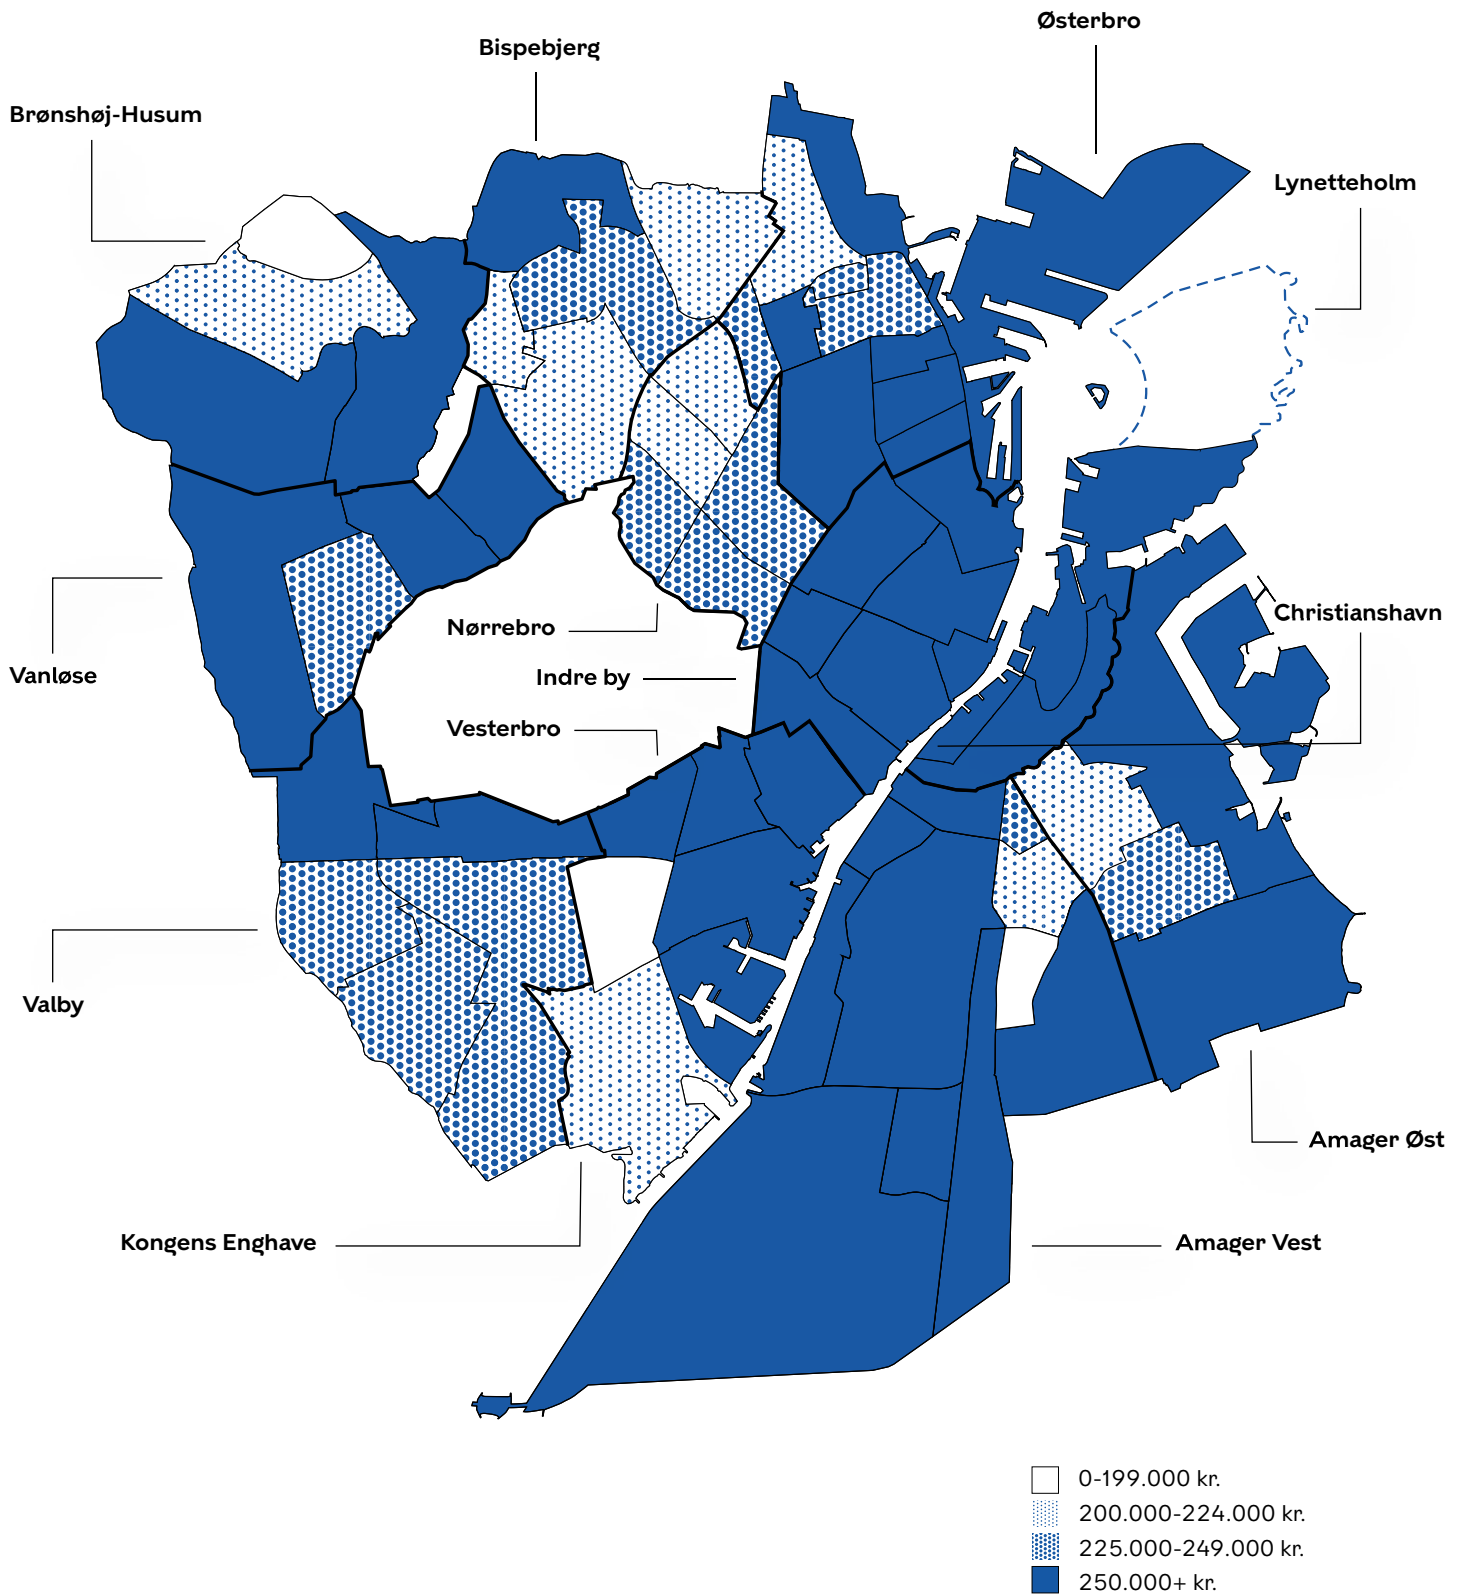 Østerbro
Bispebjerg
Brønshøj-Husum
Lynetteholm
Christianshavn
Nørrebro
Vanløse
Indre by
Vesterbro
Valby
Amager Øst
Kongens Enghave
Amager Vest
0-199.000 kr.
200.000-224.000 kr.
225.000-249.000 kr.
250.000+ kr.